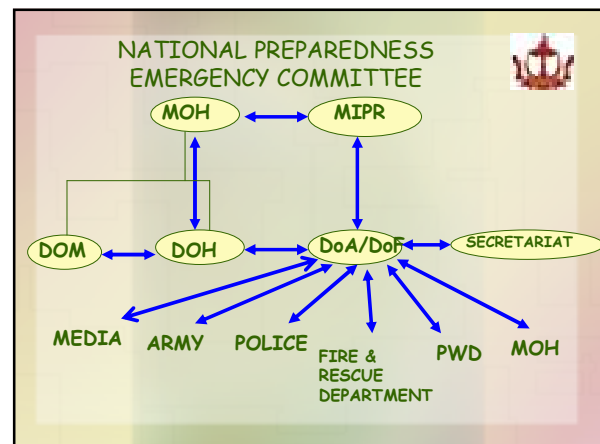 NATIONAL PREPAREDNESS
EMERGENCY COMMITTEE
MOH
MIPR
DOM
DOH
DoA/DoF
SECRETARIAT
MEDIA
ARMY
POLICE
FIRE &
RESCUE
DEPARTMENT
PWD
MOH